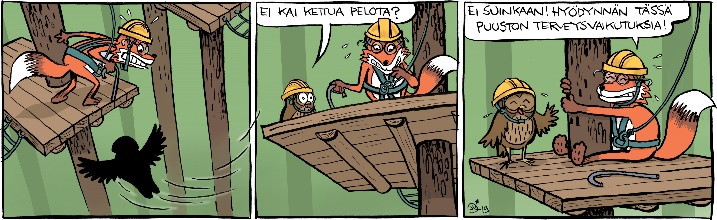 EI KAI KETTUA PELOTA?
EI SUINKAAN! HYÖDYNNÄN TÄSSÄ
PUUSTON TERVEYSVAIKUTUKSIA!